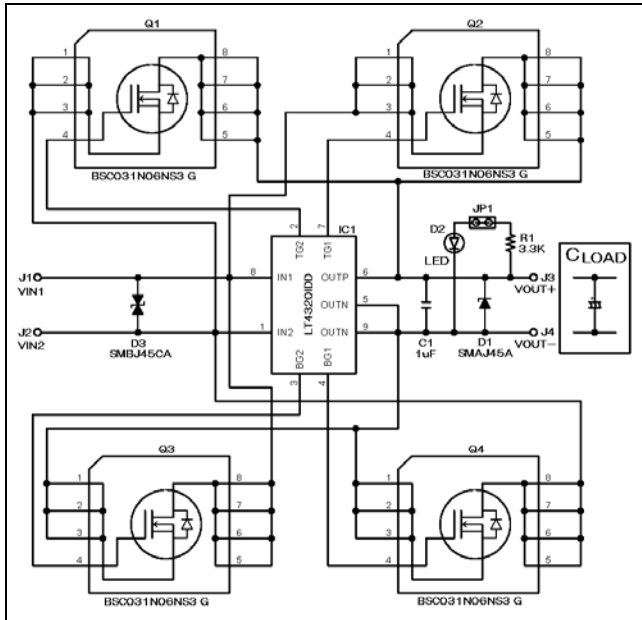 Q1
Q2
1 8 1 8
2 7 2 7
3 6 3 6
4 5 4 5
BSC031N06NS3 G
BSC031N06NS3 G
2 7 IC1
TG2 TG1
D2
LED
JP1
R1
3.3K
J1
VIN1
8 IN1 OUTP 6
J3
VOUT+
CLOAD
LT4320IDD
OUTN 5
J2
VIN2
1 IN2 OUTN 9
J4
VOUT-
D3
SMBJ45CA
C1
1uF
D1
SMAJ45A
BG2 BG1
3 4
Q3
Q4
1 8 1 8
2 7 2 7
3 6 3 6
4 5 4 5
BSC031N06NS3 G
BSC031N06NS3 G